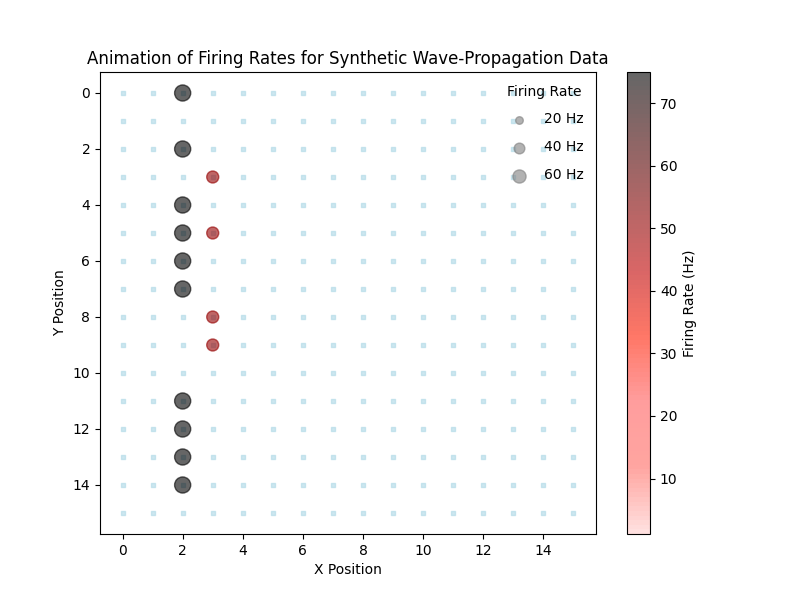 Animation of Firing Rates for Synthetic Wave-Propagation Data
Firing Rate
20 Hz
40 Hz
60 Hz
0
2
4
6
8
10
12
14
Y Position
0
2
4
6
8
10
12
14
X Position
70
60
50
40
30
20
10
Firing Rate (Hz)